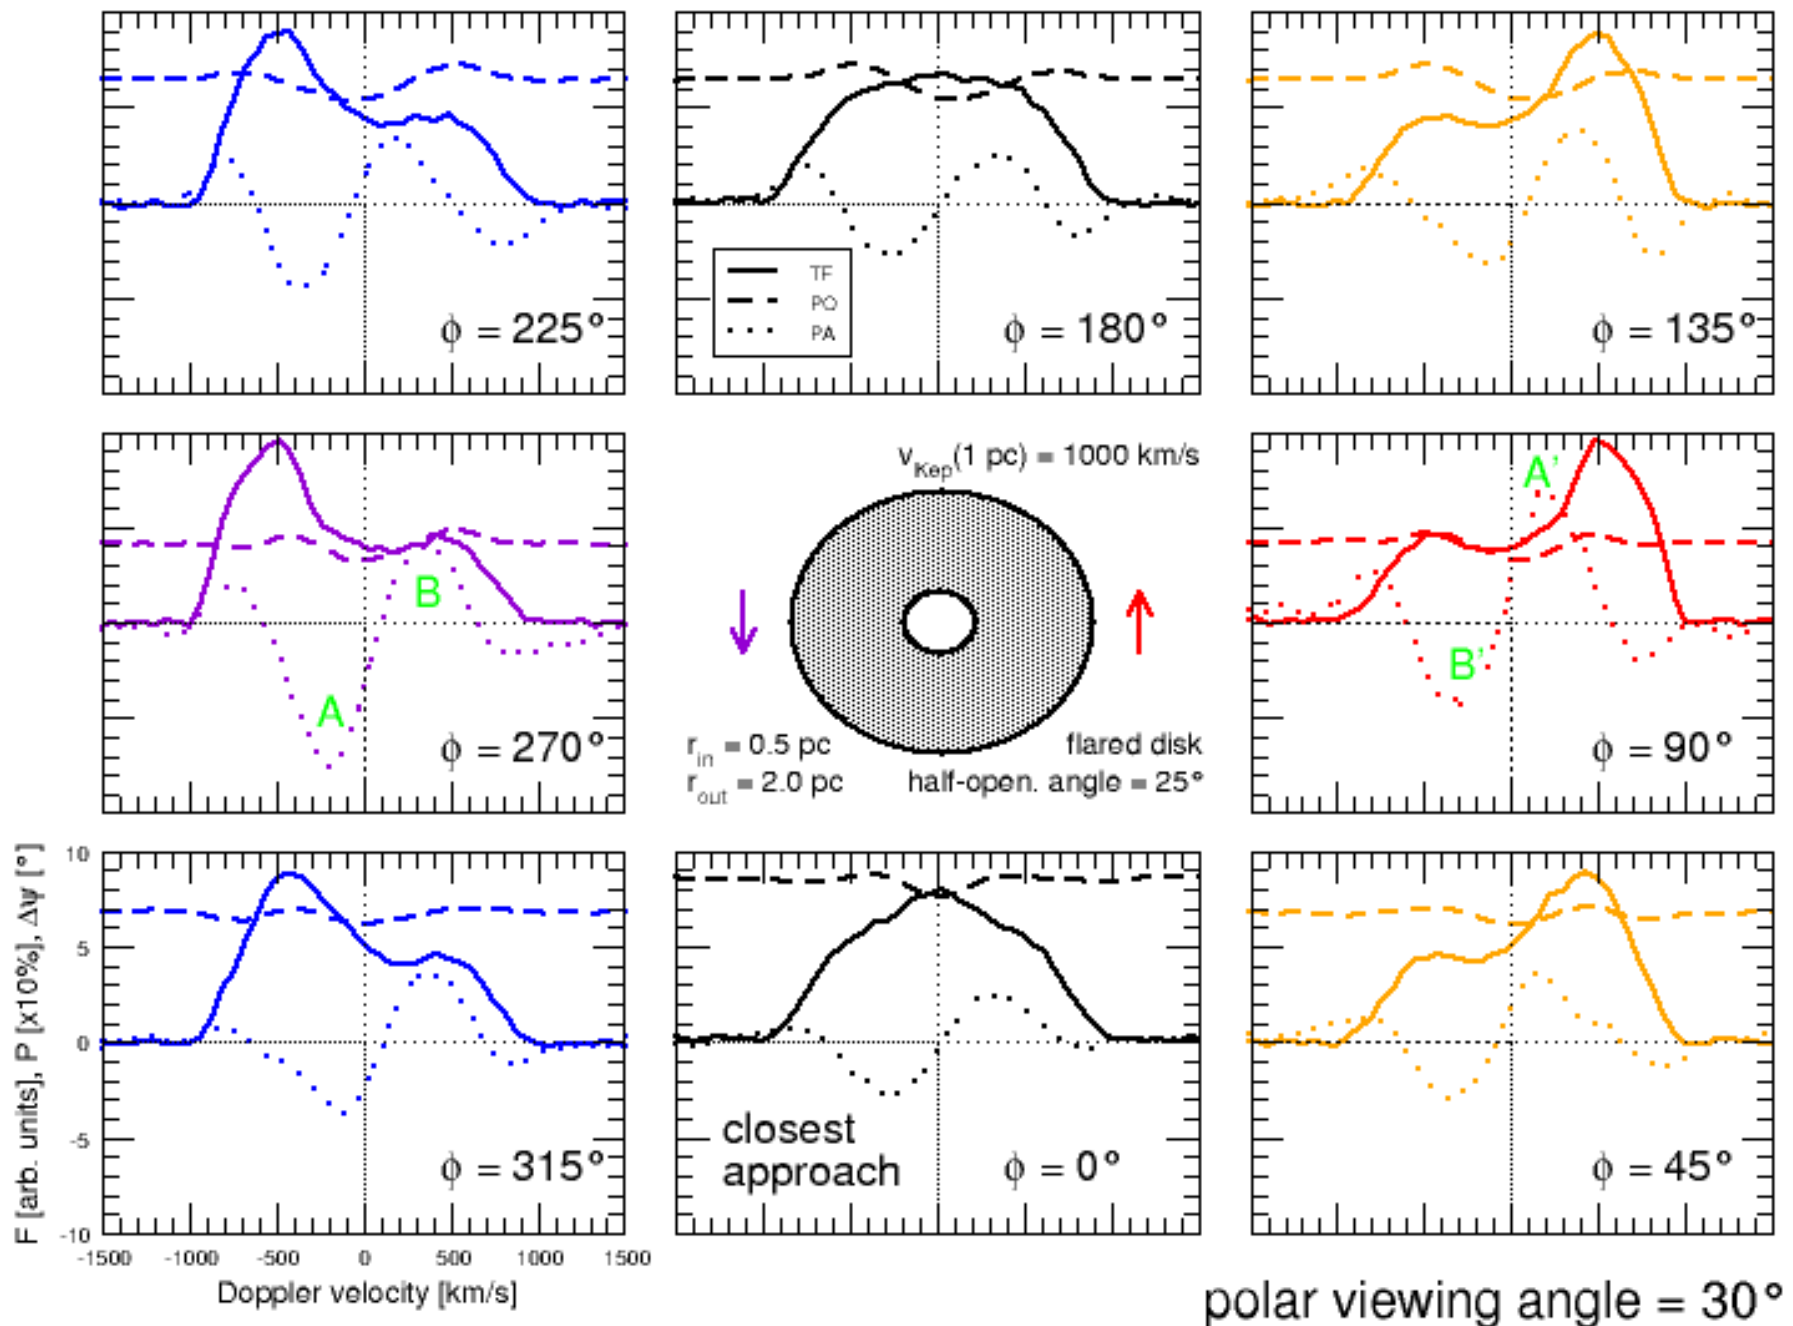 ϕ = 225°
TF
PO
PA
ϕ = 180°
ϕ = 135°
A
B
ϕ = 270°
v_Kep(1 pc) = 1000 km/s
r_in = 0.5 pc
r_out = 2.0 pc
flared disk
half-open. angle = 25°
A'
B'
ϕ = 90°
F [arb. units], P [x10%], Δψ [°]
10
5
0
-5
-10
-1500 -1000 -500 0 500 1000 1500
Doppler velocity [km/s]
ϕ = 315°
closest
approach
ϕ = 0°
ϕ = 45°
polar viewing angle = 30°